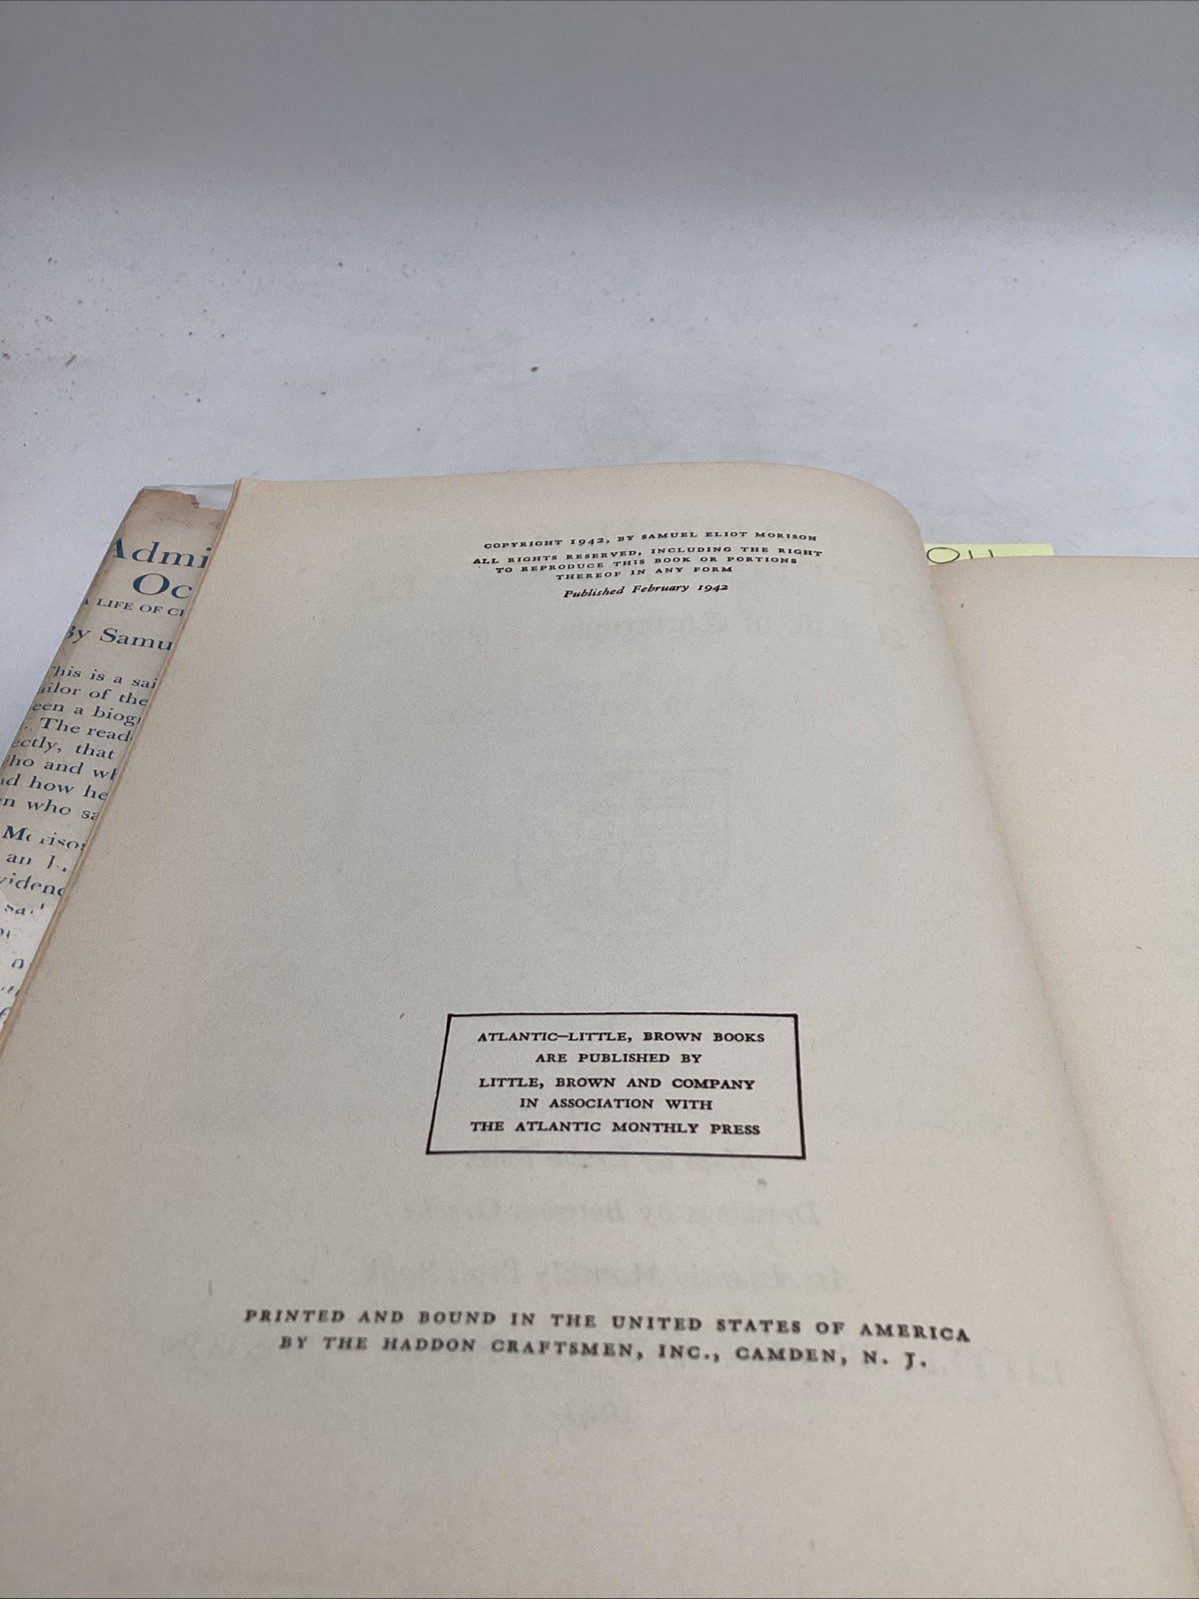 COPYRIGHT 1942, BY SAMUEL ELIOT MORISON
ALL RIGHTS RESERVED, INCLUDING THE RIGHT
TO REPRODUCE THIS BOOK OR PORTIONS
THEREOF IN ANY FORM
Published February 1942
ATLANTIC–LITTLE, BROWN BOOKS
ARE PUBLISHED BY
LITTLE, BROWN AND COMPANY
IN ASSOCIATION WITH
THE ATLANTIC MONTHLY PRESS
PRINTED AND BOUND IN THE UNITED STATES OF AMERICA
BY THE HADDON CRAFTSMEN, INC., CAMDEN, N. J.
Admi
Oc
A LIFE OF C
By Samu
This is a sai
ailor of the
een a biog
The read
ectly, that
ho and wh
nd how he
n who sa